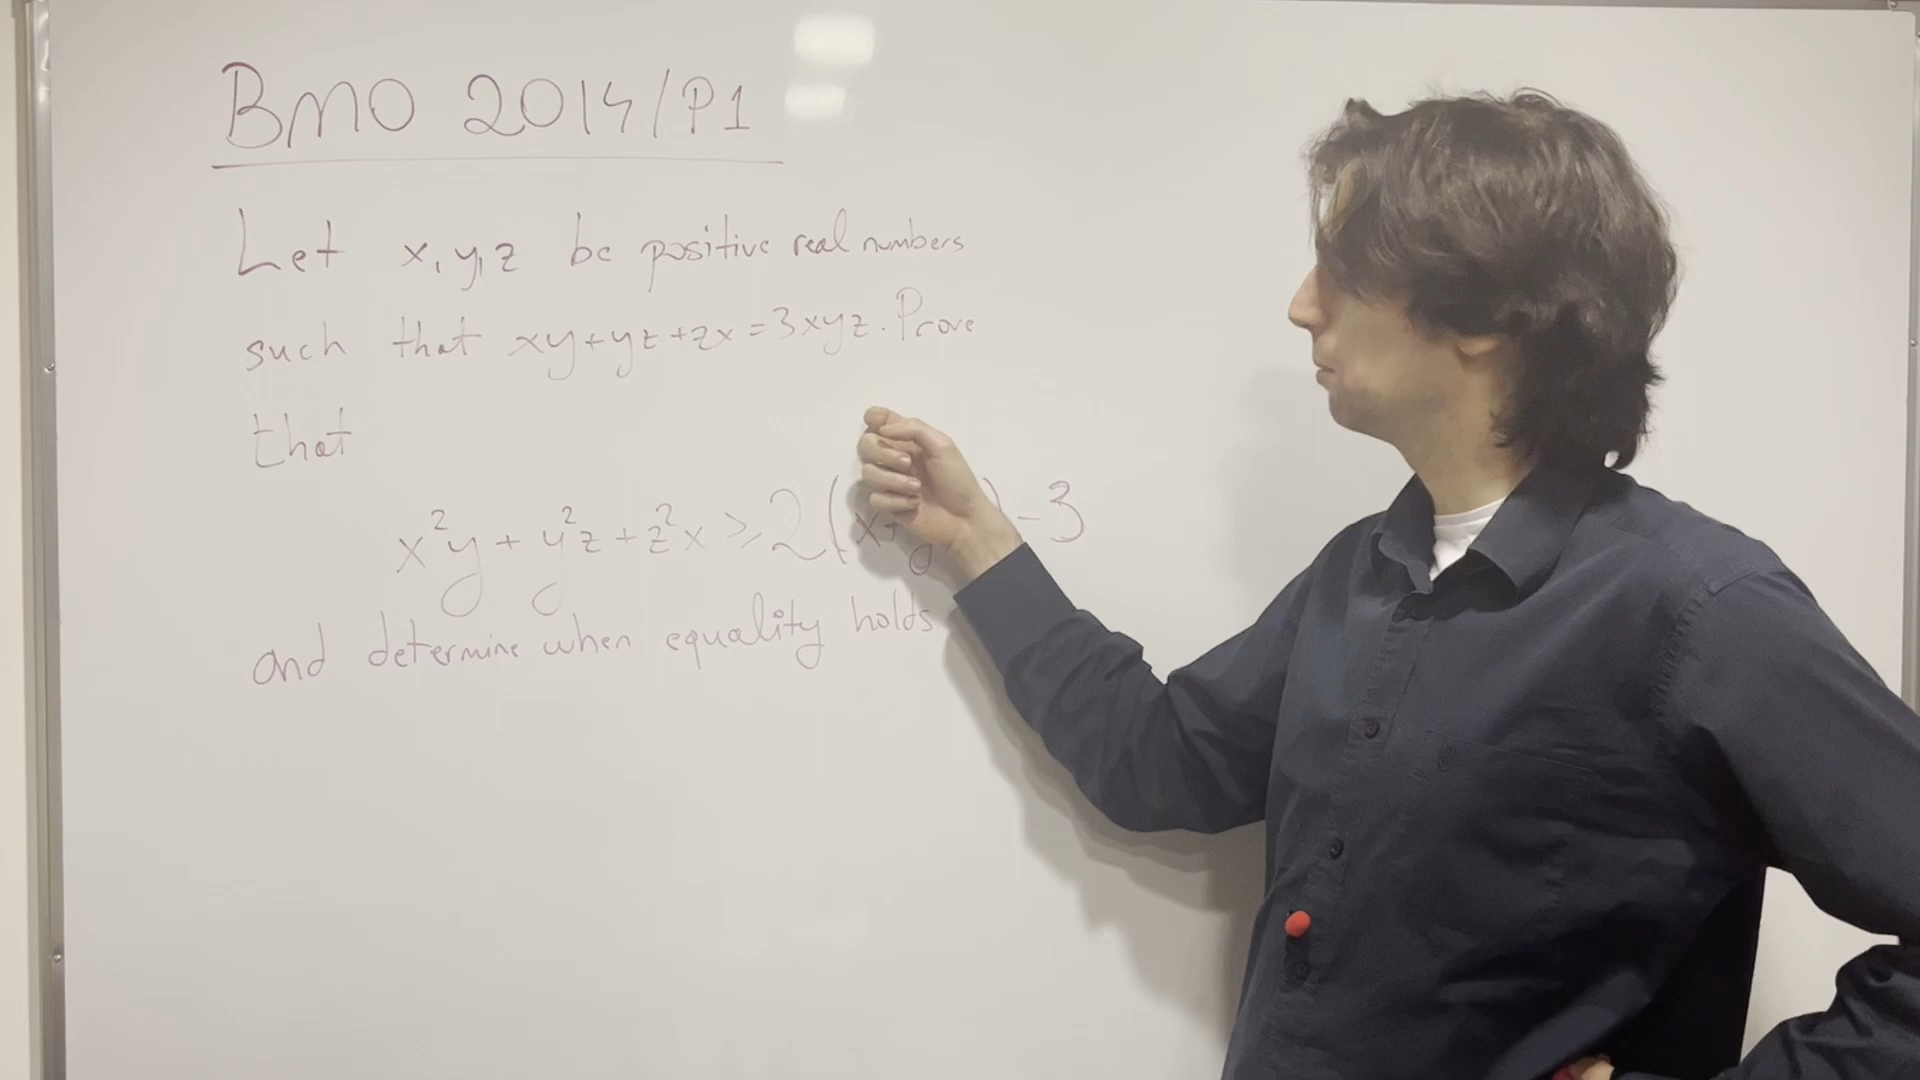 BMO 2014/P1
Let x, y, z be positive real numbers
such that xy+yz+zx=3xyz. Prove
that
x²y + y²z + z²x ≥ 2(x+y ) - 3
and determine when equality holds